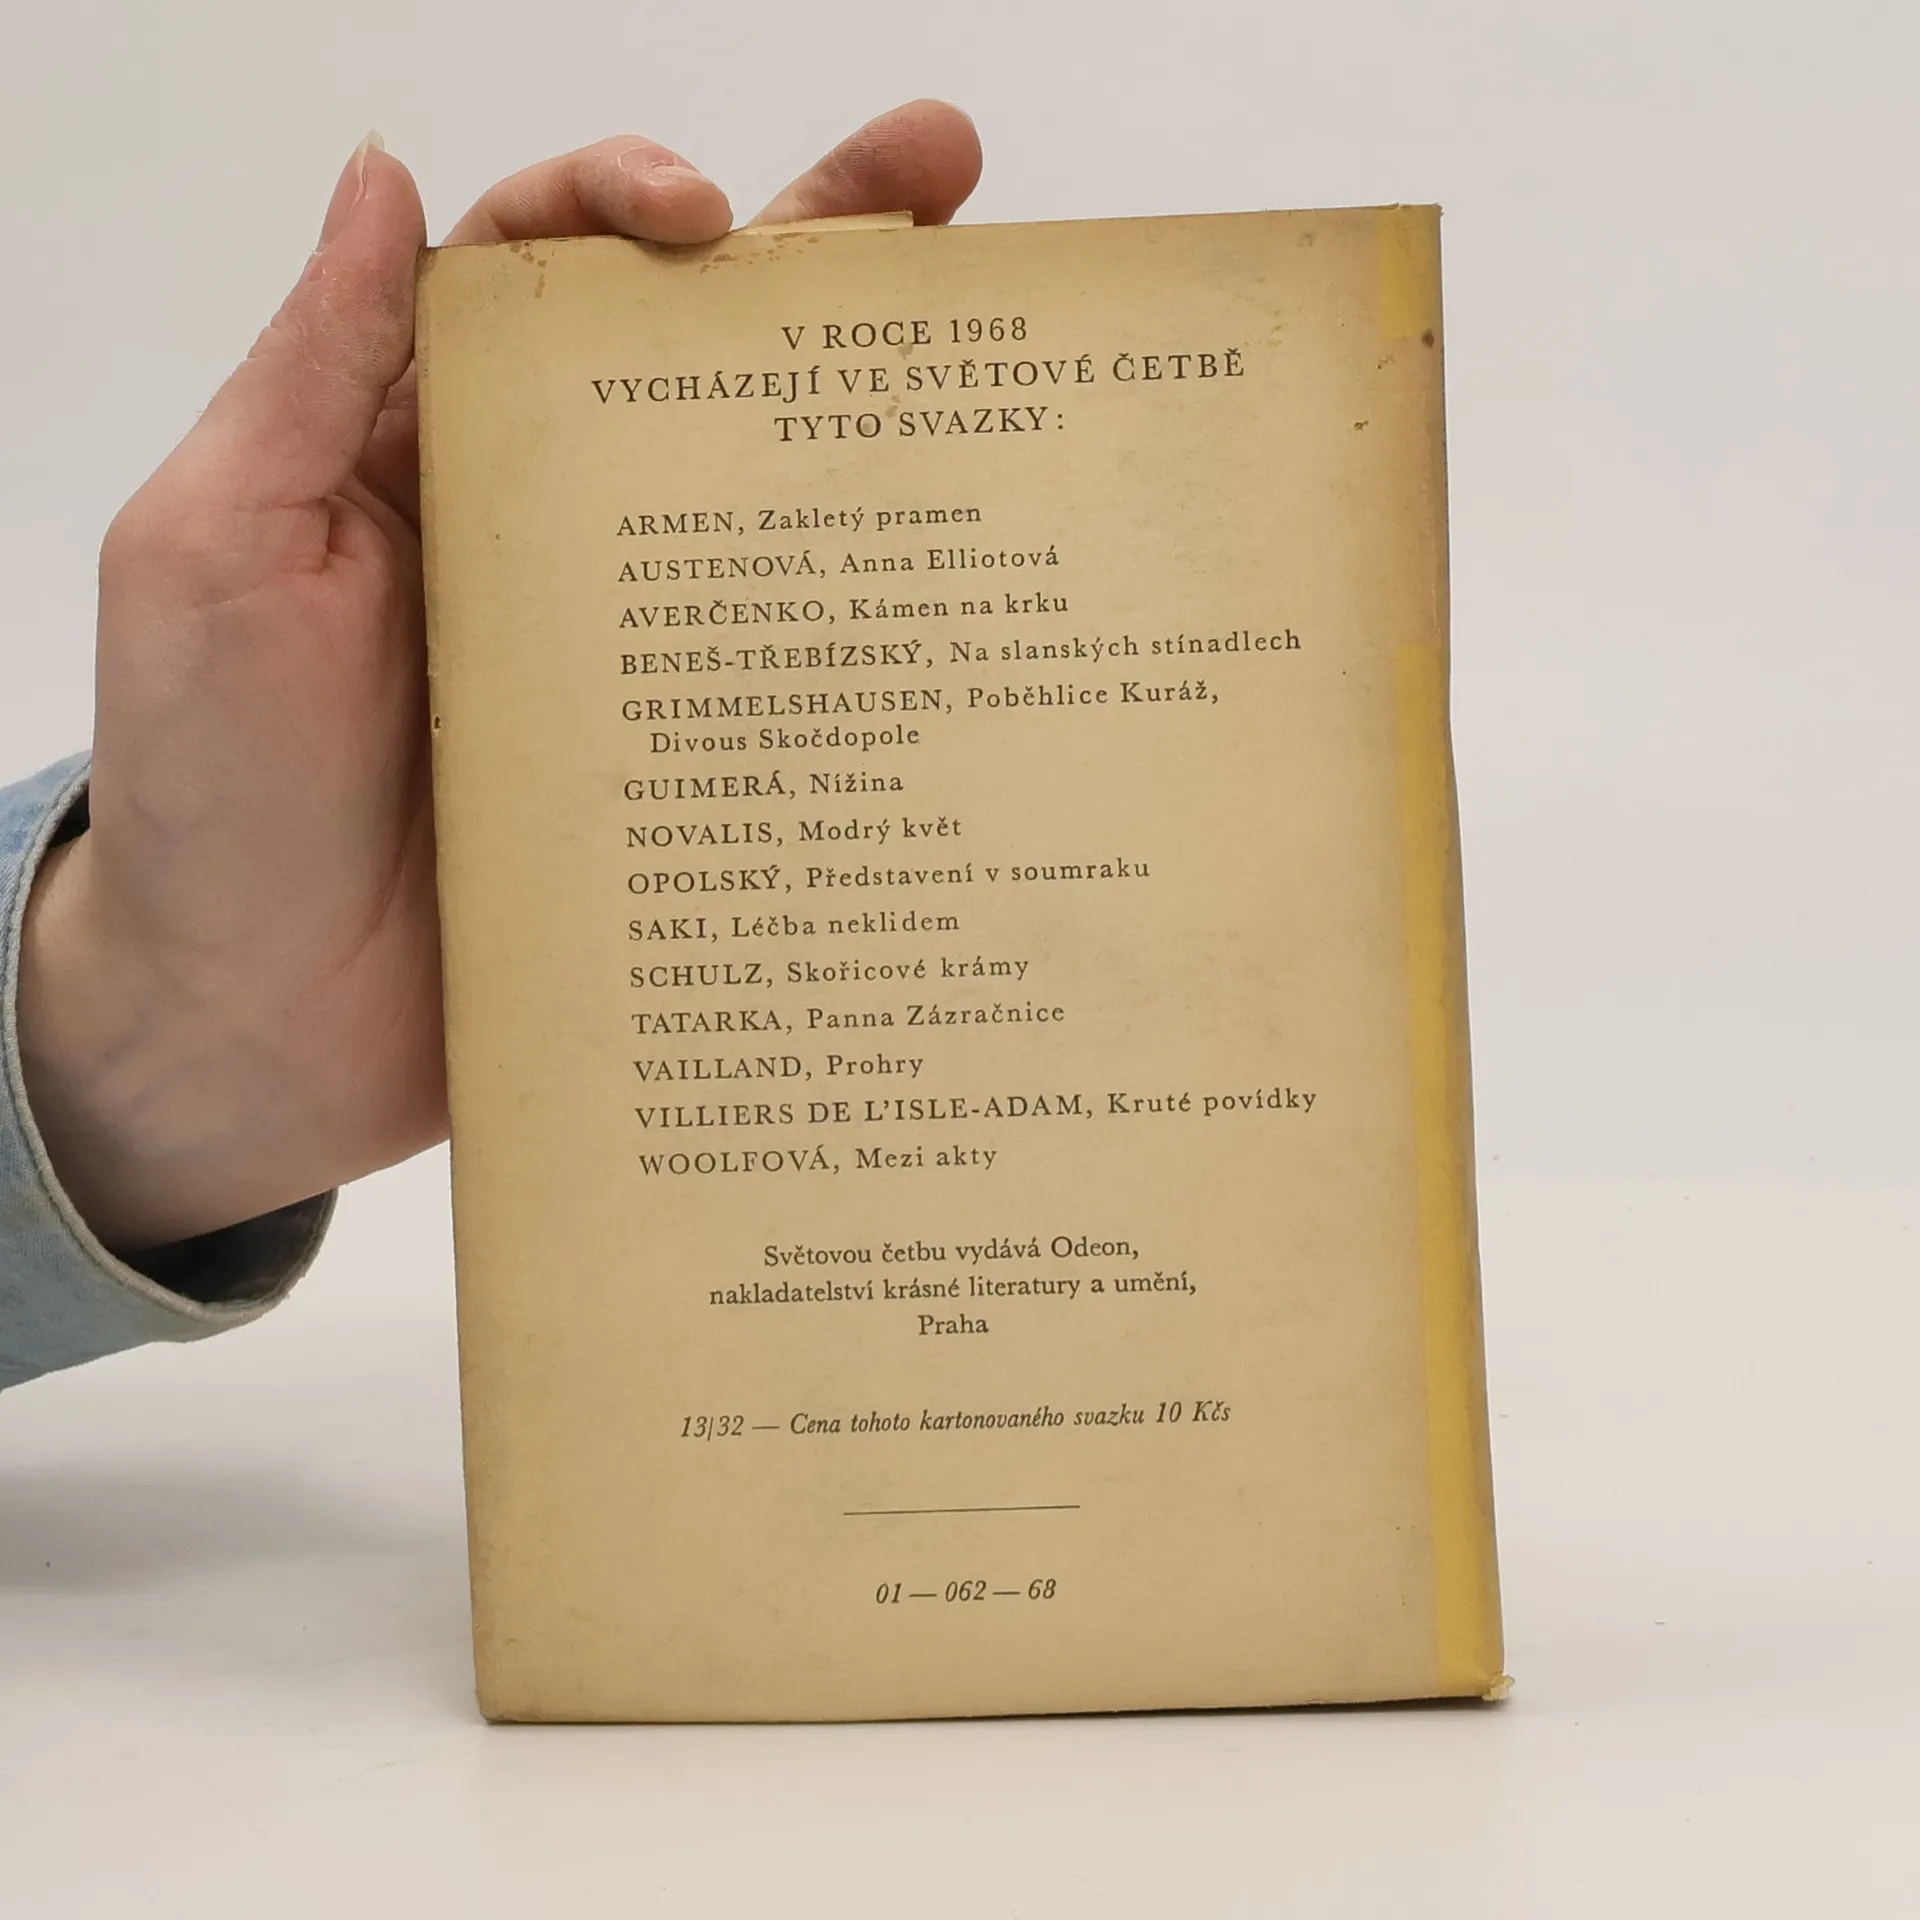 V ROCE 1968
VYCHÁZEJÍ VE SVĚTOVÉ ČETBĚ
TYTO SVAZKY:
ARMEN, Zakletý pramen
AUSTENOVÁ, Anna Elliotová
AVERČENKO, Kámen na krku
BENEŠ-TŘEBÍZSKÝ, Na slanských stínadlech
GRIMMELSHAUSEN, Poběhlice Kuráž,
Divous Skočdopole
GUIMERÁ, Nížina
NOVALIS, Modrý květ
OPOLSKÝ, Představení v soumraku
SAKI, Léčba neklidem
SCHULZ, Skořicové krámy
TATARKA, Panna Zázračnice
VAILLAND, Prohry
VILLIERS DE L’ISLE-ADAM, Kruté povídky
WOOLFOVÁ, Mezi akty
Světovou četbu vydává Odeon,
nakladatelství krásné literatury a umění,
Praha
13/32 — Cena tohoto kartonovaného svazku 10 Kčs
01 — 062 — 68